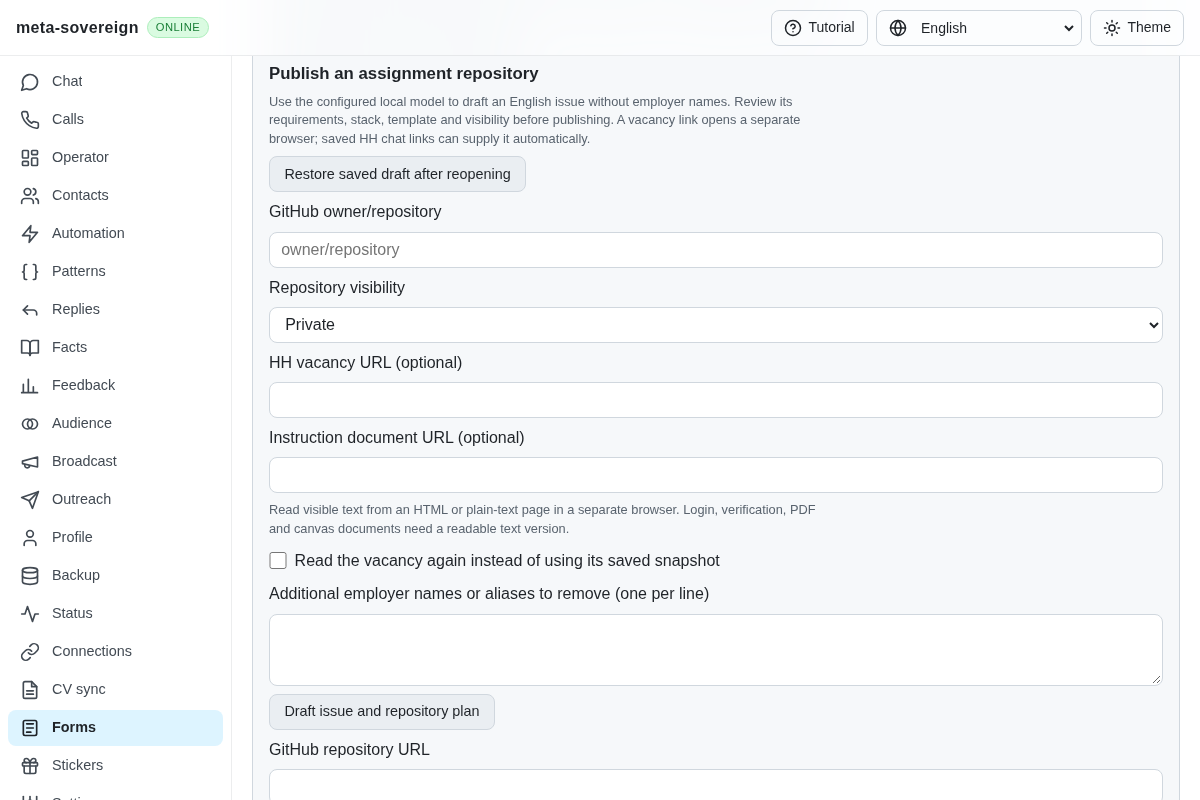 meta-sovereign
ONLINE
Tutorial
English
Theme
Chat
Calls
Operator
Contacts
Automation
Patterns
Replies
Facts
Feedback
Audience
Broadcast
Outreach
Profile
Backup
Status
Connections
CV sync
Forms
Stickers
Publish an assignment repository
Use the configured local model to draft an English issue without employer names. Review its
requirements, stack, template and visibility before publishing. A vacancy link opens a separate
browser; saved HH chat links can supply it automatically.
Restore saved draft after reopening
GitHub owner/repository
owner/repository
Repository visibility
Private
HH vacancy URL (optional)
Instruction document URL (optional)
Read visible text from an HTML or plain-text page in a separate browser. Login, verification, PDF
and canvas documents need a readable text version.
Read the vacancy again instead of using its saved snapshot
Additional employer names or aliases to remove (one per line)
Draft issue and repository plan
GitHub repository URL